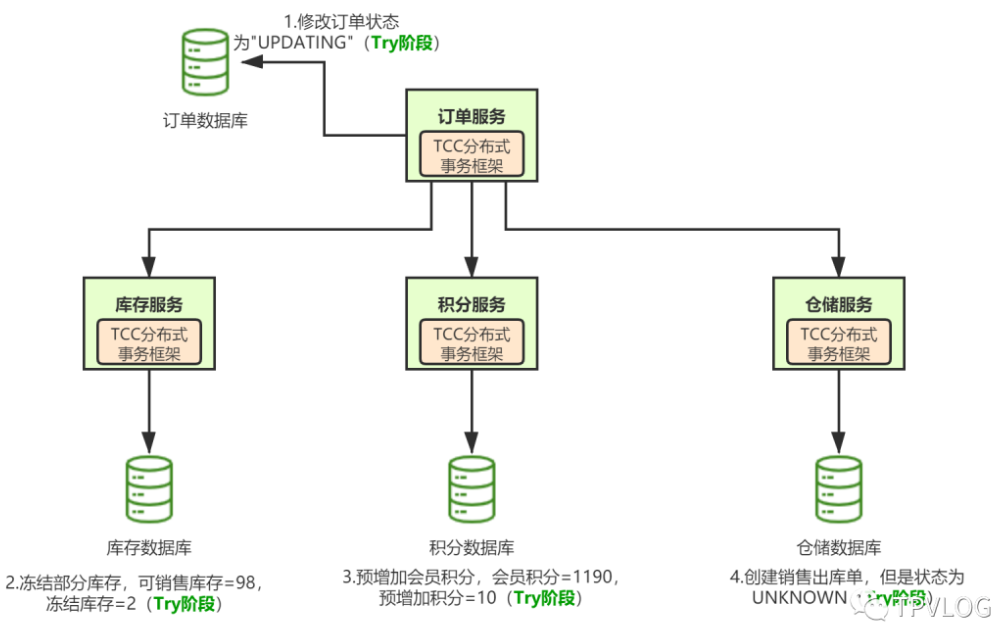 1.修改订单状态
为"UPDATING"（Try阶段）
订单数据库
订单服务
TCC分布式
事务框架
库存服务
TCC分布式
事务框架
积分服务
TCC分布式
事务框架
仓储服务
TCC分布式
事务框架
库存数据库
积分数据库
仓储数据库
2.冻结部分库存，可销售库存=98，
冻结库存=2（Try阶段）
3.预增加会员积分，会员积分=1190，
预增加积分=10（Try阶段）
4.创建销售出库单，但是状态为
UNKNOWN（Try阶段）
TPVLOG